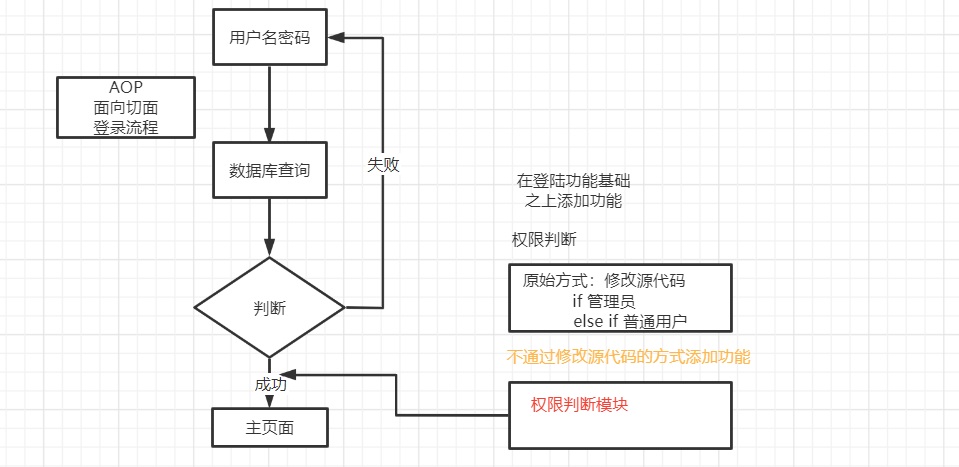 用户名密码
AOP
面向切面
登录流程
数据库查询
失败
判断
成功
主页面
在登陆功能基础
之上添加功能
权限判断
原始方式：修改源代码
if 管理员
else if 普通用户
不通过修改源代码的方式添加功能
权限判断模块